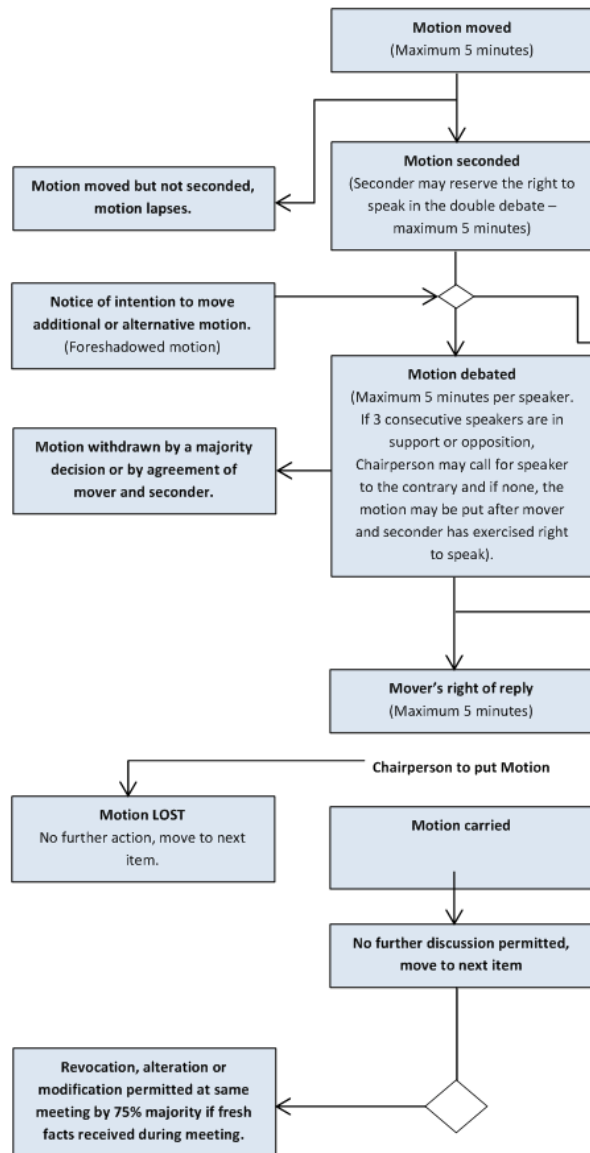 Motion moved
(Maximum 5 minutes)
Motion seconded
(Seconder may reserve the right to
speak in the double debate –
maximum 5 minutes)
Motion moved but not seconded,
motion lapses.
Notice of intention to move
additional or alternative motion.
(Foreshadowed motion)
Motion debated
(Maximum 5 minutes per speaker.
If 3 consecutive speakers are in
support or opposition,
Chairperson may call for speaker
to the contrary and if none, the
motion may be put after mover
and seconder has exercised right
to speak).
Motion withdrawn by a majority
decision or by agreement of
mover and seconder.
Mover’s right of reply
(Maximum 5 minutes)
Chairperson to put Motion
Motion LOST
No further action, move to next
item.
Motion carried
No further discussion permitted,
move to next item
Revocation, alteration or
modification permitted at same
meeting by 75% majority if fresh
facts received during meeting.